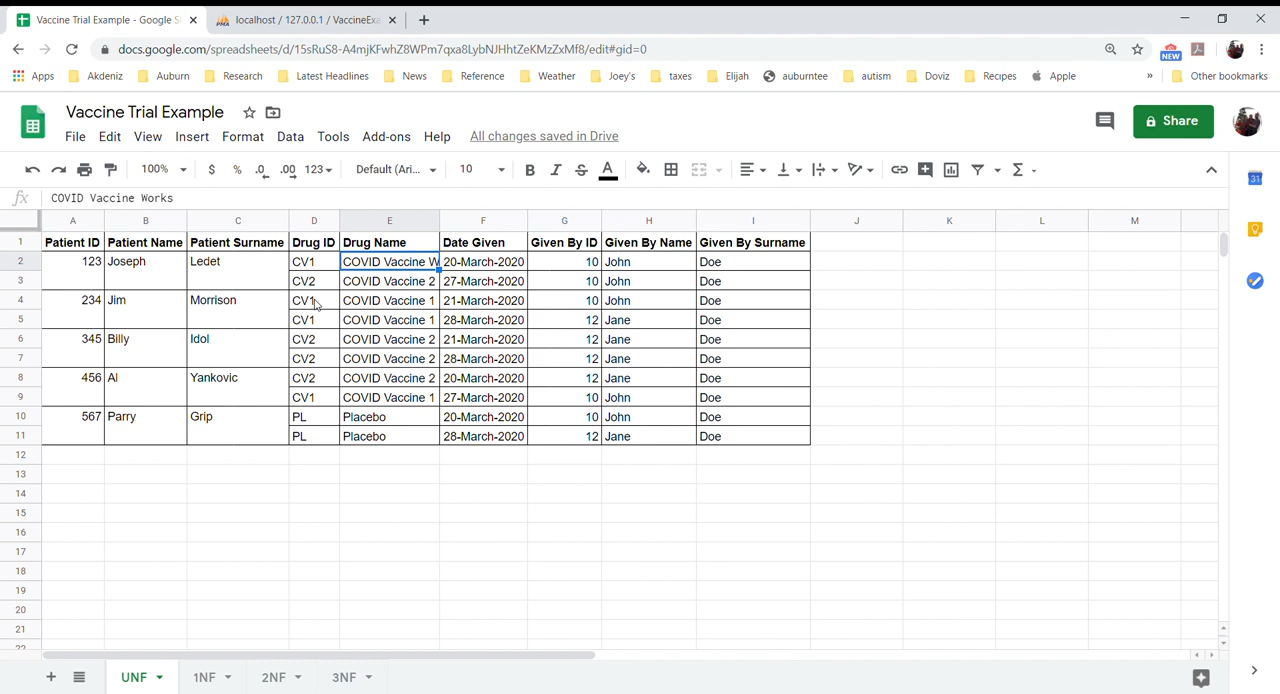 Vaccine Trial Example - Google S
localhost / 127.0.0.1 / VaccineExa
docs.google.com/spreadsheets/d/15sRuS8-A4mjKFwhZ8WPm7qxa8LybNJHhtZeKMzZxMf8/edit#gid=0
NEW
Apps Akdeniz Auburn Research Latest Headlines News Reference Weather Joey's taxes Elijah auburntee autism Doviz Recipes Apple » Other bookmarks
Vaccine Trial Example
Share
File Edit View Insert Format Data Tools Add-ons Help All changes saved in Drive
100% $ % .0 .00 123 Default (Ari... 10 B I S A Σ
31
fx COVID Vaccine Works
A B C D E F G H I J K L M
1 Patient ID Patient Name Patient Surname Drug ID Drug Name Date Given Given By ID Given By Name Given By Surname
2 123 Joseph Ledet CV1 COVID Vaccine W 20-March-2020 10 John Doe
3 CV2 COVID Vaccine 2 27-March-2020 10 John Doe
4 234 Jim Morrison CV1 COVID Vaccine 1 21-March-2020 10 John Doe
5 CV1 COVID Vaccine 1 28-March-2020 12 Jane Doe
6 345 Billy Idol CV2 COVID Vaccine 2 21-March-2020 12 Jane Doe
7 CV2 COVID Vaccine 2 28-March-2020 12 Jane Doe
8 456 Al Yankovic CV2 COVID Vaccine 2 20-March-2020 12 Jane Doe
9 CV1 COVID Vaccine 1 27-March-2020 10 John Doe
10 567 Parry Grip PL Placebo 20-March-2020 10 John Doe
11 PL Placebo 28-March-2020 12 Jane Doe
12
13
14
15
16
17
18
19
20
21
22
UNF 1NF 2NF 3NF